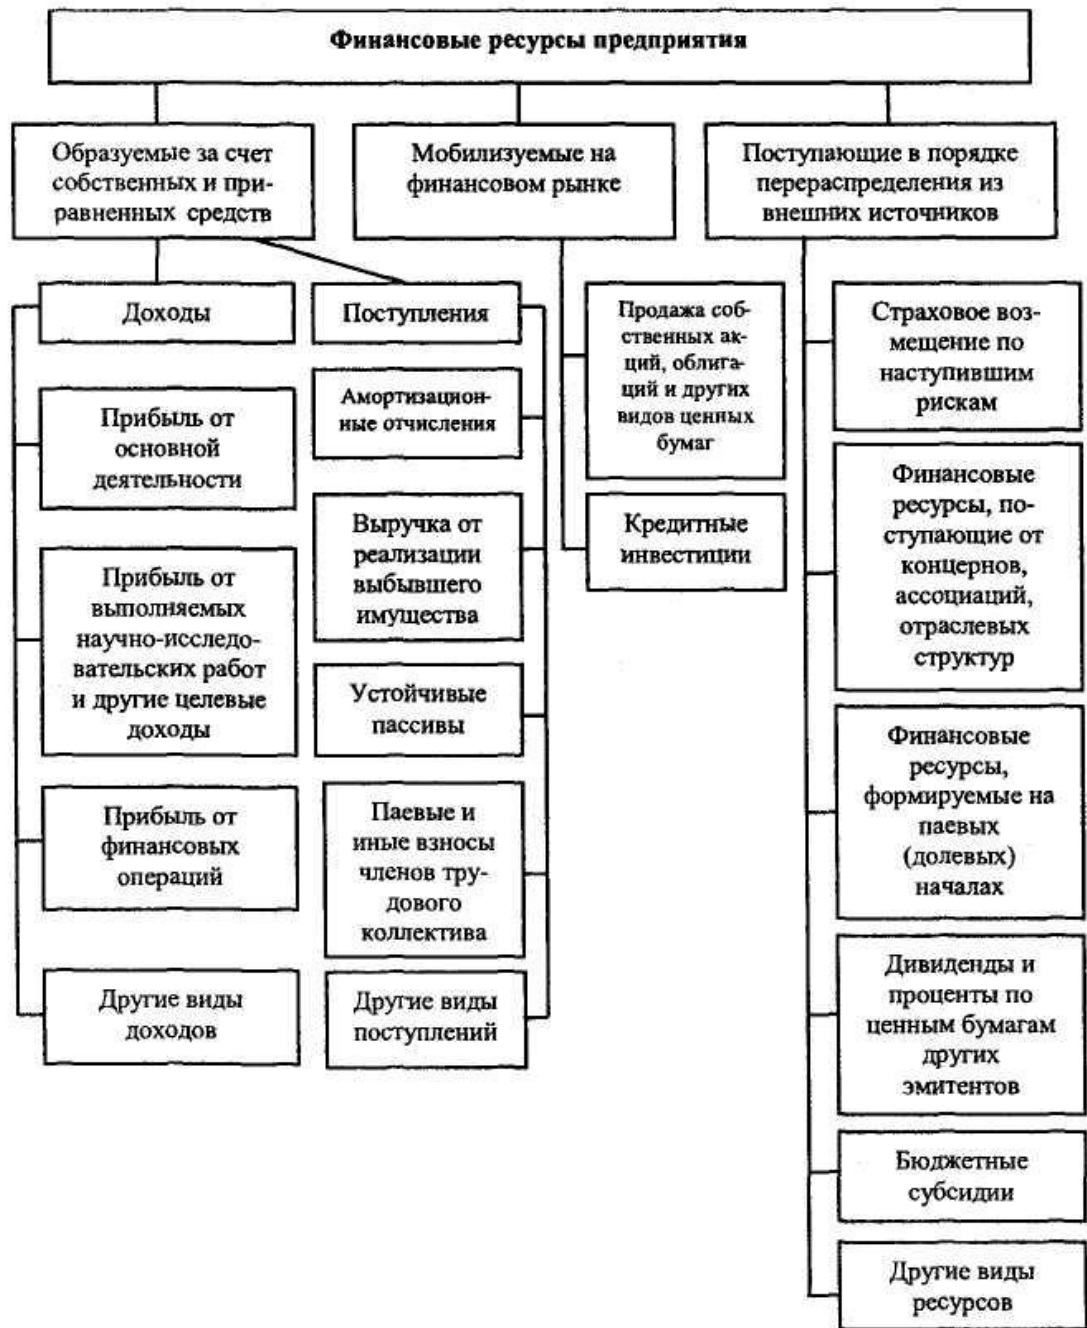 Финансовые ресурсы предприятия
Образуемые за счет
собственных и при-
равненных средств
Мобилизуемые на
финансовом рынке
Поступающие в порядке
перераспределения из
внешних источников
Доходы
Прибыль от
основной
деятельности
Прибыль от
выполняемых
научно-исследо-
вательских работ
и другие целевые
доходы
Прибыль от
финансовых
операций
Другие виды
доходов
Поступления
Амортизацион-
ные отчисления
Выручка от
реализации
выбывшего
имущества
Устойчивые
пассивы
Паевые и
иные взносы
членов тру-
дового
коллектива
Другие виды
поступлений
Продажа соб-
ственных ак-
ций, облига-
ций и других
видов ценных
бумаг
Кредитные
инвестиции
Страховое воз-
мещение по
наступившим
рискам
Финансовые
ресурсы, по-
ступающие от
концернов,
ассоциаций,
отраслевых
структур
Финансовые
ресурсы,
формируемые на
паевых
(долевых)
началах
Дивиденды и
проценты по
ценным бумагам
других
эмитентов
Бюджетные
субсидии
Другие виды
ресурсов